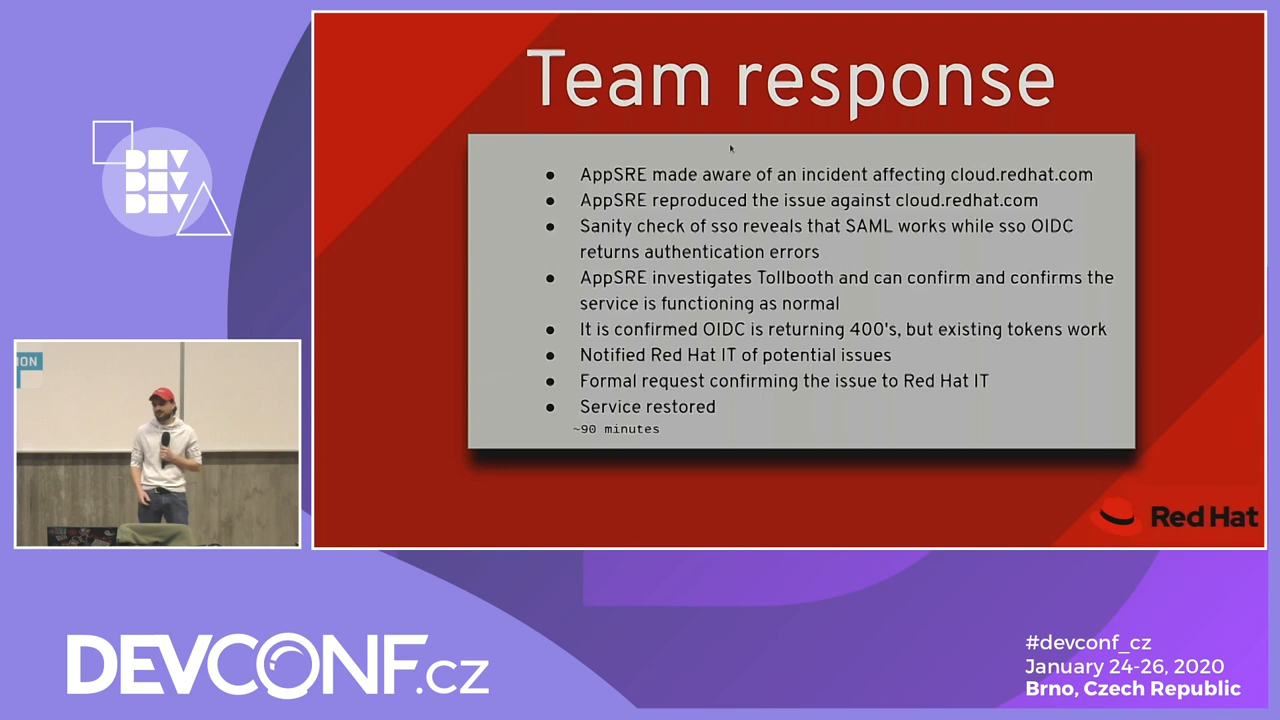 DEV
DEV
DEV
Team response
● AppSRE made aware of an incident affecting cloud.redhat.com
● AppSRE reproduced the issue against cloud.redhat.com
● Sanity check of sso reveals that SAML works while sso OIDC
returns authentication errors
● AppSRE investigates Tollbooth and can confirm and confirms the
service is functioning as normal
● It is confirmed OIDC is returning 400's, but existing tokens work
● Notified Red Hat IT of potential issues
● Formal request confirming the issue to Red Hat IT
● Service restored
~90 minutes
Red Hat
ION
DEVCONF.cz
#devconf_cz
January 24-26, 2020
Brno, Czech Republic